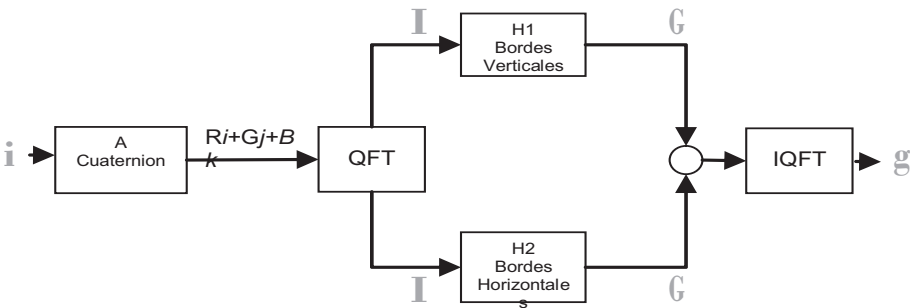 i
A
Cuaternion
Ri+Gj+B
k
QFT
I
H1
Bordes
Verticales
G
I
H2
Bordes
Horizontale
s
G
IQFT
g